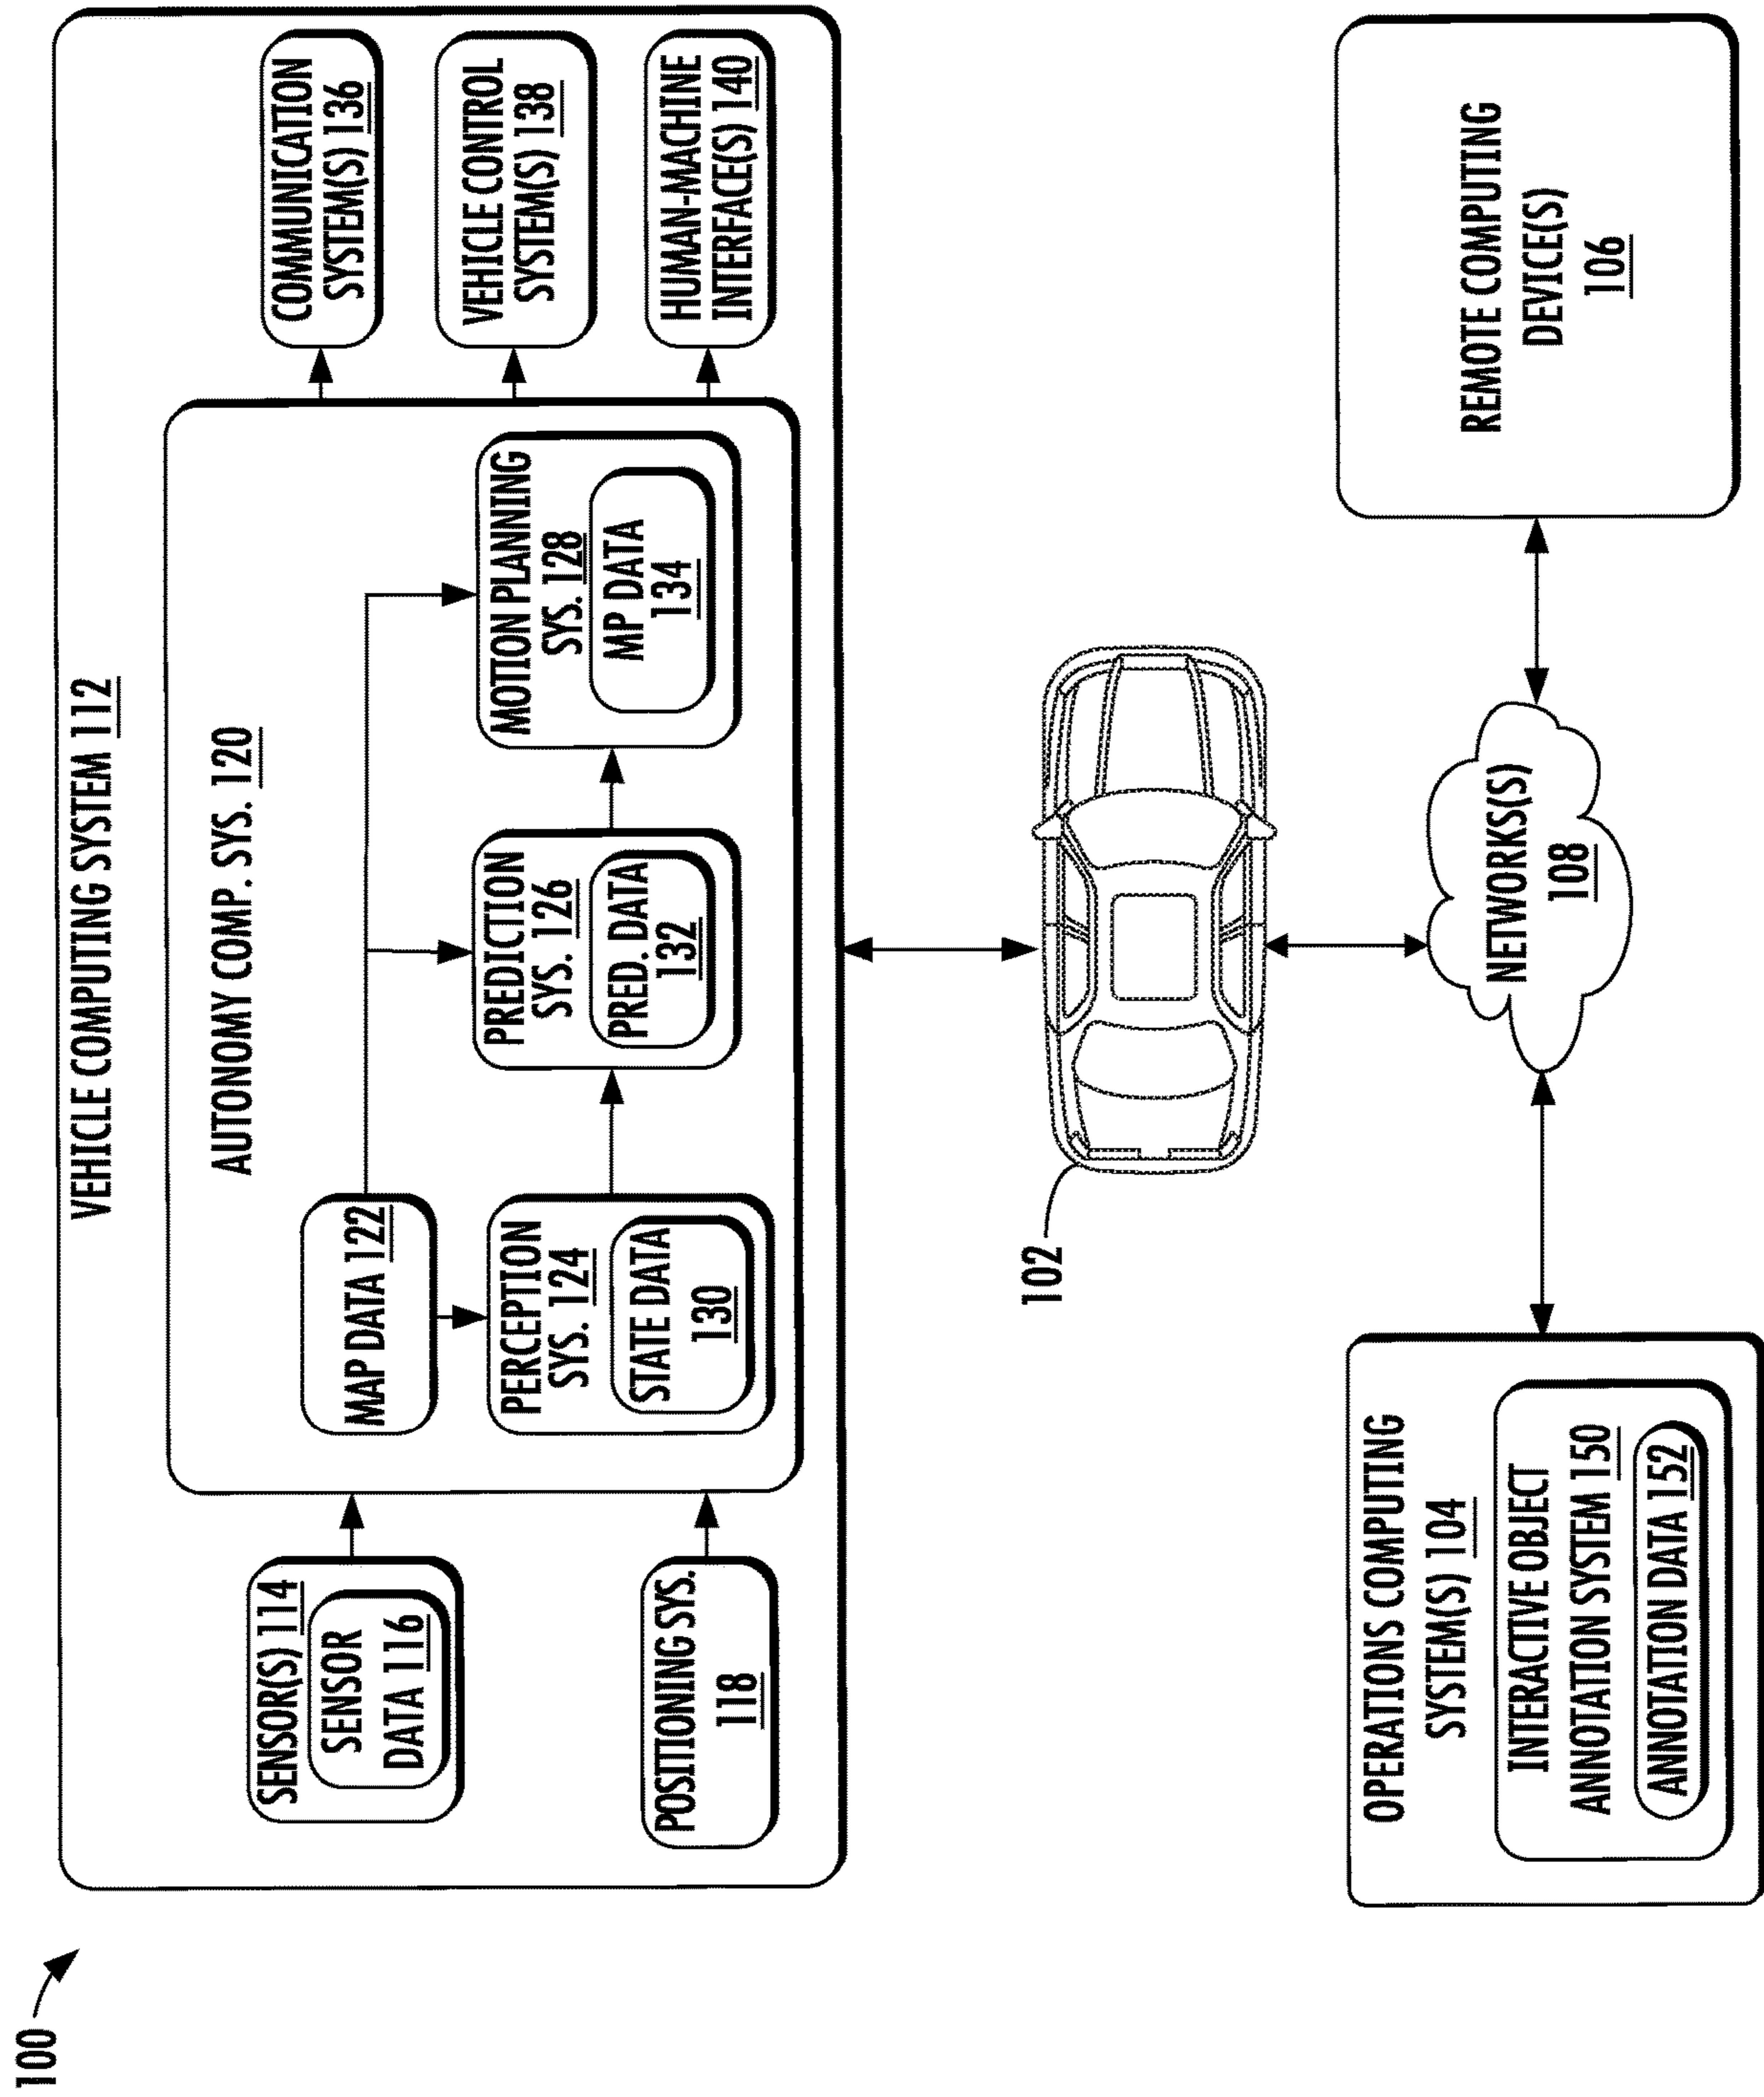 100
VEHICLE COMPUTING SYSTEM 112
SENSOR(S) 114
SENSOR
DATA 116
POSITIONING SYS.
118
AUTONOMY COMP. SYS. 120
MAP DATA 122
PERCEPTION
SYS. 124
STATE DATA
130
PREDICTION
SYS. 126
PRED. DATA
132
MOTION PLANNING
SYS. 128
MP DATA
134
COMMUNICATION
SYSTEM(S) 136
VEHICLE CONTROL
SYSTEM(S) 138
HUMAN-MACHINE
INTERFACE(S) 140
102
OPERATIONS COMPUTING
SYSTEM(S) 104
INTERACTIVE OBJECT
ANNOTATION SYSTEM 150
ANNOTATION DATA 152
NETWORKS(S)
108
REMOTE COMPUTING
DEVICE(S)
106